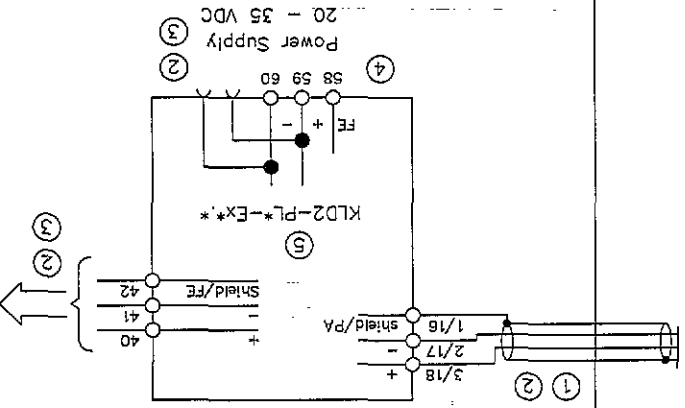 ① ②
3/18 +
2/17 −
1/16 shield/PA
+ 40
− 41
Shield/FE 42
②
③
⑤
KLD2-PL*-Ex*.*
FE + −
58 59 60
④
②
③
Power Supply
20 – 35 VDC